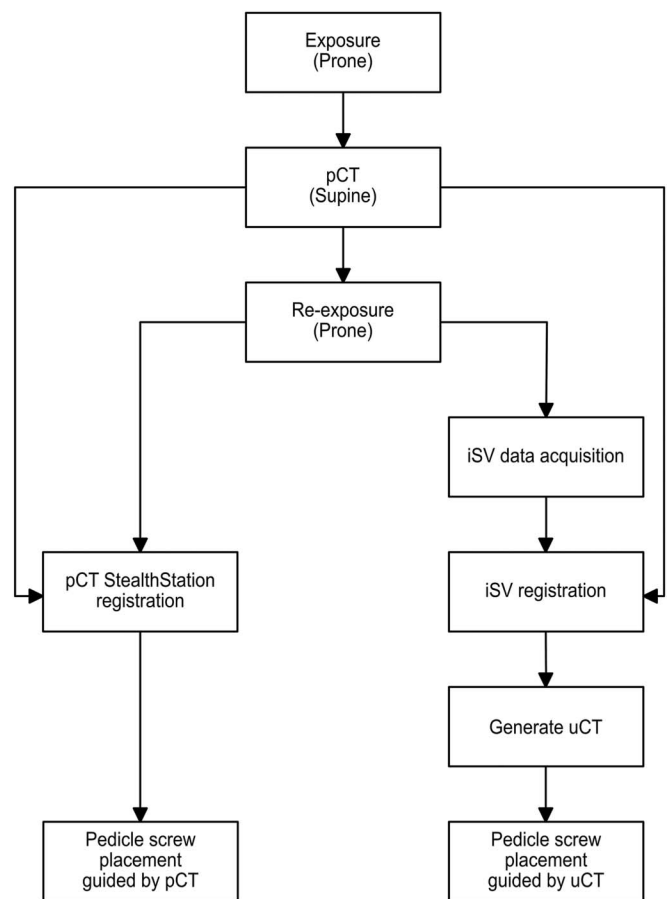 Exposure
(Prone)
pCT
(Supine)
Re-exposure
(Prone)
iSV data acquisition
pCT StealthStation
registration
iSV registration
Generate uCT
Pedicle screw
placement
guided by pCT
Pedicle screw
placement
guided by uCT